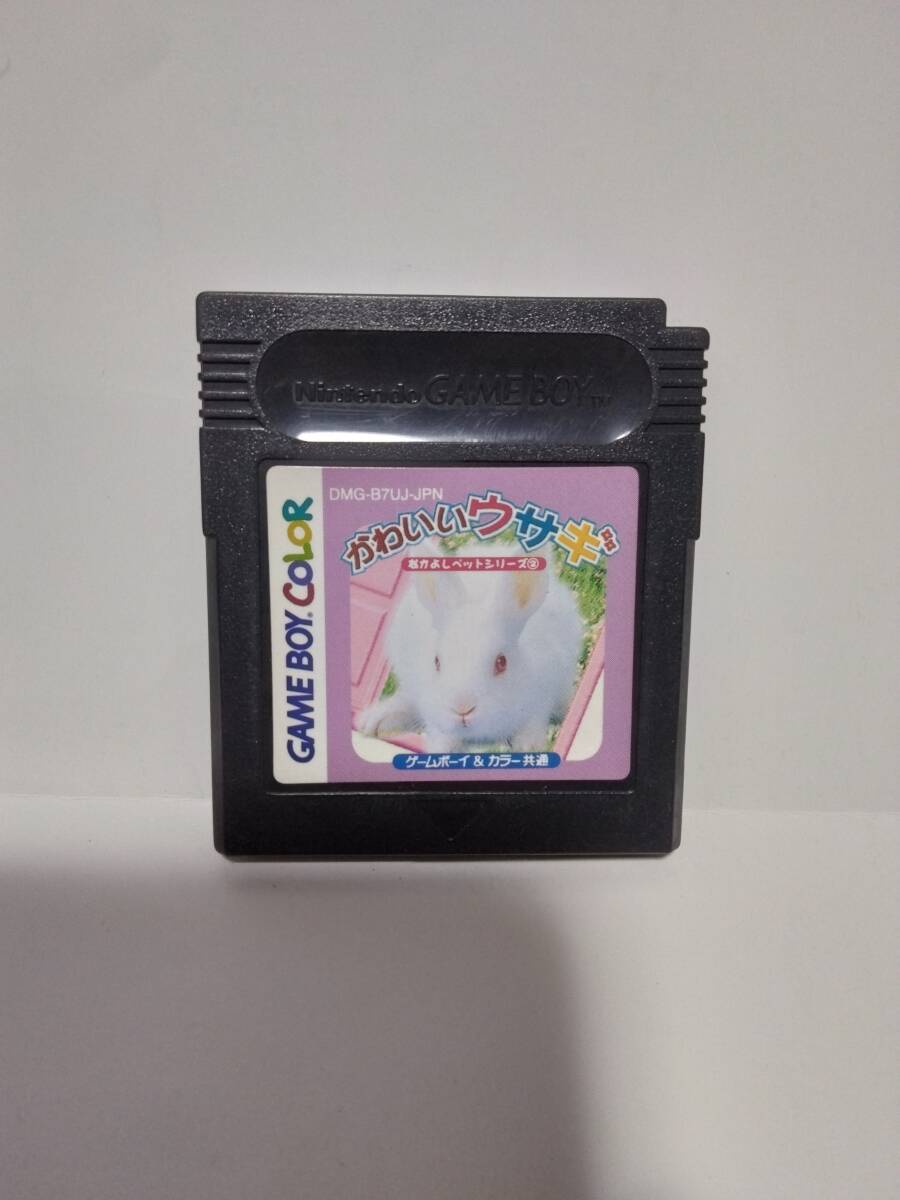 Nintendo GAME BOY TM
DMG-B7UJ-JPN
かわいいウサギ
なかよしペットシリーズ②
GAME BOY COLOR
ゲームボーイ & カラー共通